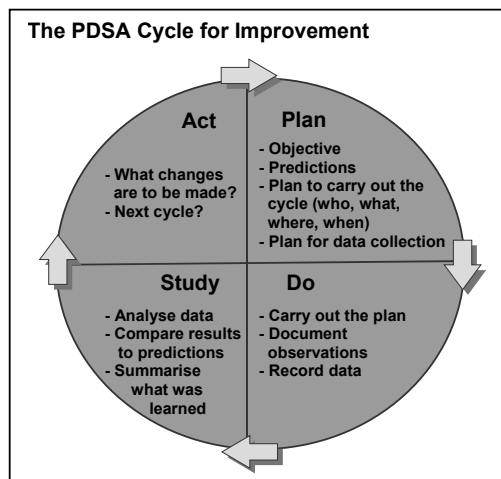 The PDSA Cycle for Improvement
Act
- What changes
are to be made?
- Next cycle?
Plan
- Objective
- Predictions
- Plan to carry out the
cycle (who, what,
where, when)
- Plan for data collection
Study
- Analyse data
- Compare results
to predictions
- Summarise
what was
learned
Do
- Carry out the plan
- Document
observations
- Record data